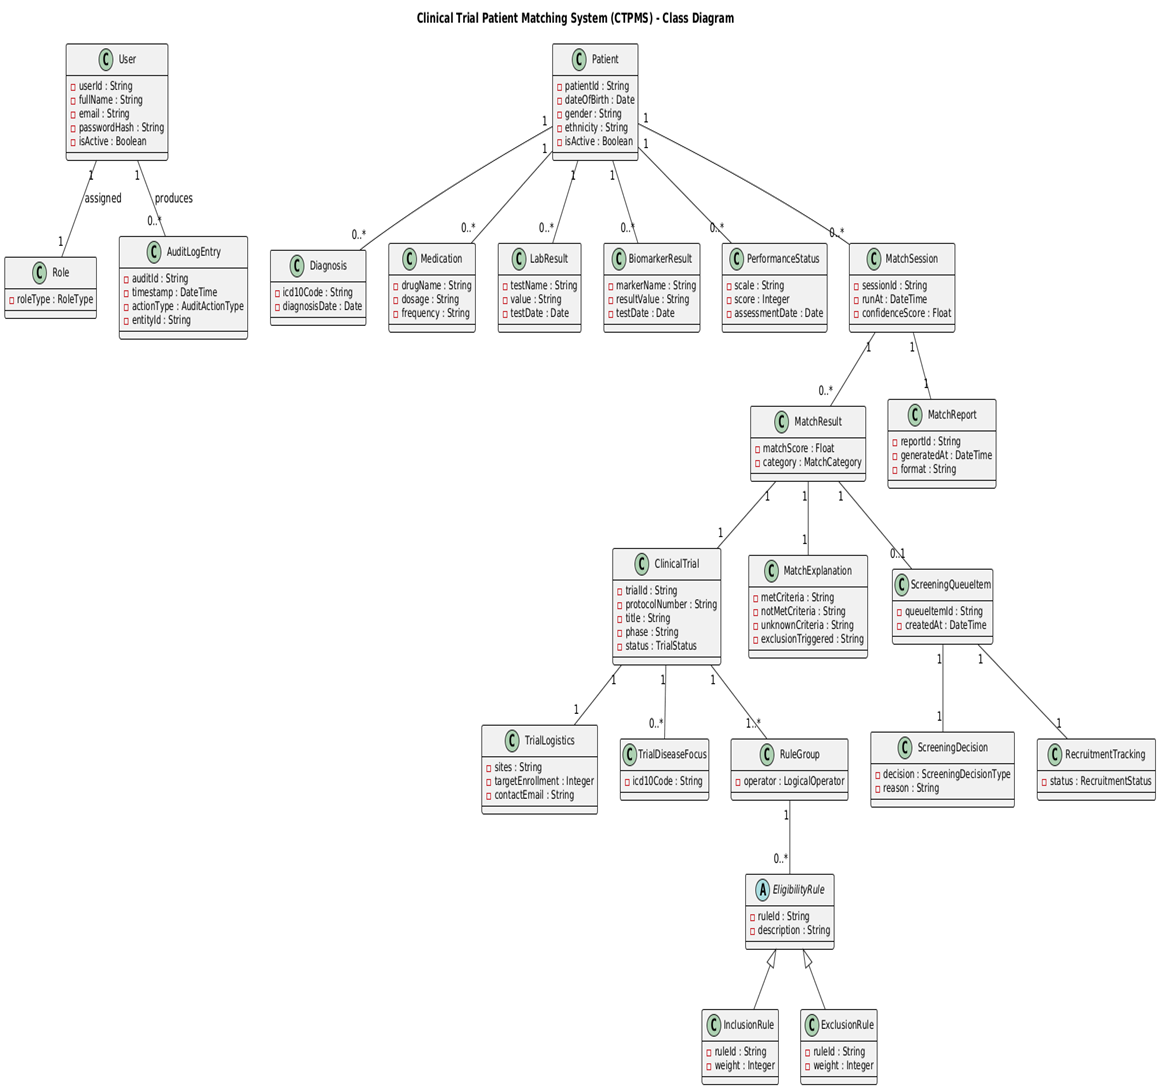 Clinical Trial Patient Matching System (CTPMS) - Class Diagram
C User
userId : String
fullName : String
email : String
passwordHash : String
isActive : Boolean
C Patient
patientId : String
dateOfBirth : Date
gender : String
ethnicity : String
isActive : Boolean
1
1
1
1
1
1
1
1
assigned
produces
1
0..*
0..*
0..*
0..*
0..*
0..*
0..*
C Role
roleType : RoleType
C AuditLogEntry
auditId : String
timestamp : DateTime
actionType : AuditActionType
entityId : String
C Diagnosis
icd10Code : String
diagnosisDate : Date
C Medication
drugName : String
dosage : String
frequency : String
C LabResult
testName : String
value : String
testDate : Date
C BiomarkerResult
markerName : String
resultValue : String
testDate : Date
C PerformanceStatus
scale : String
score : Integer
assessmentDate : Date
C MatchSession
sessionId : String
runAt : DateTime
confidenceScore : Float
1
1
0..*
1
C MatchResult
matchScore : Float
category : MatchCategory
C MatchReport
reportId : String
generatedAt : DateTime
format : String
1
1
1
1
1
0..1
C ClinicalTrial
trialId : String
protocolNumber : String
title : String
phase : String
status : TrialStatus
C MatchExplanation
metCriteria : String
notMetCriteria : String
unknownCriteria : String
exclusionTriggered : String
C ScreeningQueueItem
queueItemId : String
createdAt : DateTime
1
1
1
1
1
1
0..*
1..*
1
1
C TrialLogistics
sites : String
targetEnrollment : Integer
contactEmail : String
C TrialDiseaseFocus
icd10Code : String
C RuleGroup
operator : LogicalOperator
C ScreeningDecision
decision : ScreeningDecisionType
reason : String
C RecruitmentTracking
status : RecruitmentStatus
1
0..*
A EligibilityRule
ruleId : String
description : String
C InclusionRule
ruleId : String
weight : Integer
C ExclusionRule
ruleId : String
weight : Integer